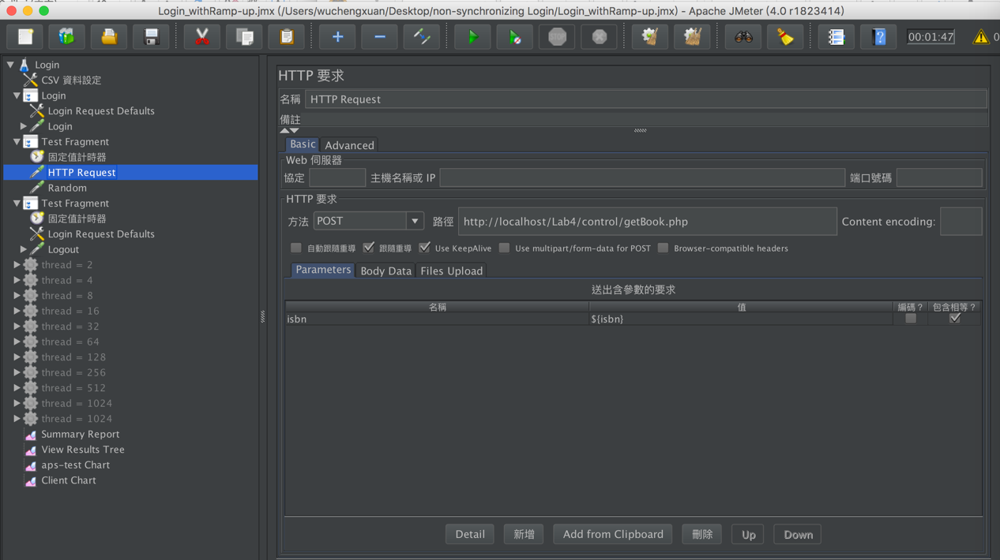 Login_withRamp-up.jmx (/Users/wuchengxuan/Desktop/non-synchronizing Login/Login_withRamp-up.jmx) - Apache JMeter (4.0 r1823414)
STOP
00:01:47
0
Login
CSV 資料設定
Login
Login Request Defaults
Login
Test Fragment
固定值計時器
HTTP Request
Random
Test Fragment
固定值計時器
Login Request Defaults
Logout
thread = 2
thread = 4
thread = 8
thread = 16
thread = 32
thread = 64
thread = 128
thread = 256
thread = 512
thread = 1024
thread = 1024
Summary Report
View Results Tree
aps-test Chart
Client Chart
HTTP 要求
名稱 HTTP Request
備註
Basic Advanced
Web 伺服器
協定 主機名稱或 IP 端口號碼
HTTP 要求
方法 POST 路徑 http://localhost/Lab4/control/getBook.php Content encoding:
自動跟隨重導 跟隨重導 Use KeepAlive Use multipart/form-data for POST Browser-compatible headers
Parameters Body Data Files Upload
送出含參數的要求
名稱 值 編碼？ 包含相等？
isbn ${isbn}
Detail 新增 Add from Clipboard 刪除 Up Down